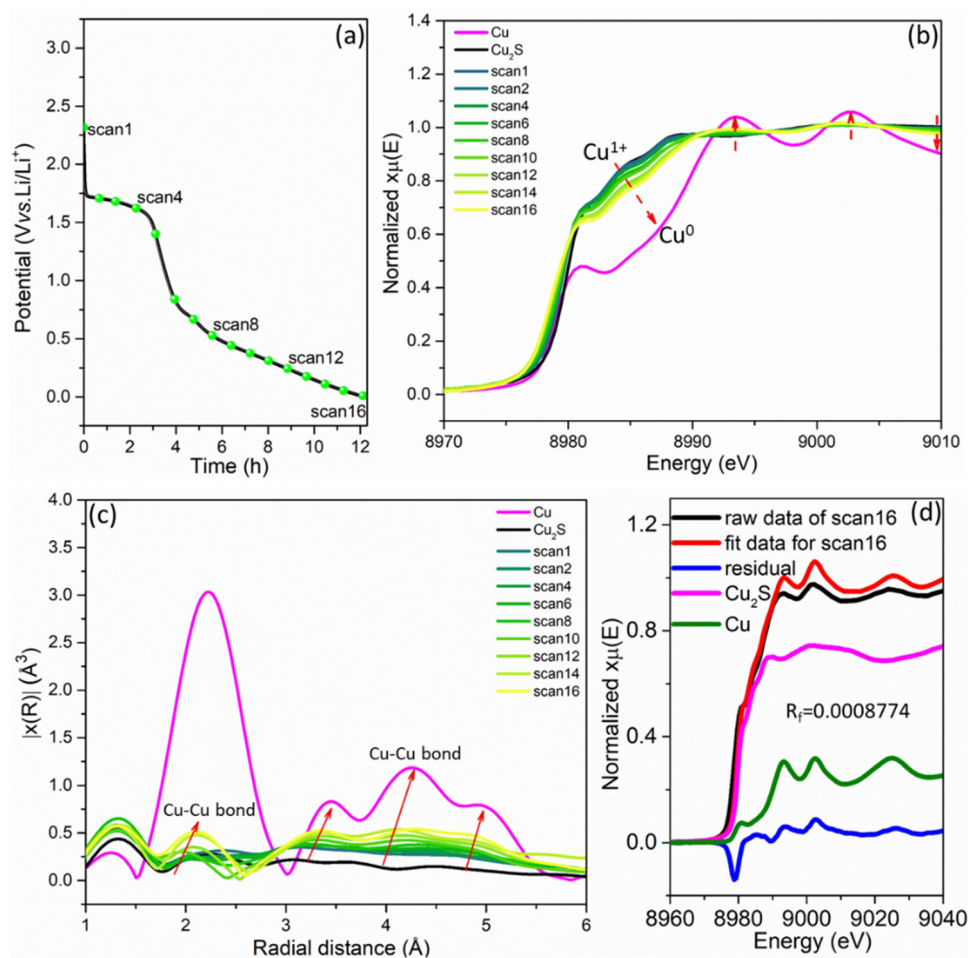 (a)
3.0
2.5
2.0
1.5
1.0
0.5
0.0
Potential (Vvs.Li/Li⁺)
scan1
scan4
scan8
scan12
scan16
0 2 4 6 8 10 12
Time (h)
(b)
1.4
1.2
1.0
0.8
0.6
0.4
0.2
0.0
Normalized xμ(E)
Cu
Cu₂S
scan1
scan2
scan4
scan6
scan8
scan10
scan12
scan14
scan16
Cu¹⁺
Cu⁰
8970 8980 8990 9000 9010
Energy (eV)
(c)
4.0
3.5
3.0
2.5
2.0
1.5
1.0
0.5
0.0
|x(R)| (Å³)
Cu
Cu₂S
scan1
scan2
scan4
scan6
scan8
scan10
scan12
scan14
scan16
Cu-Cu bond
Cu-Cu bond
1 2 3 4 5 6
Radial distance (Å)
(d)
1.2
0.8
0.4
0.0
Normalized xμ(E)
raw data of scan16
fit data for scan16
residual
Cu₂S
Cu
R_f=0.0008774
8960 8980 9000 9020 9040
Energy (eV)